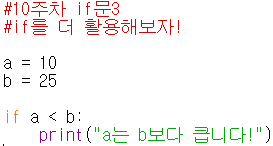 #10주차 if문3
#if를 더 활용해보자!
a = 10
b = 25
if a < b:
    print("a는 b보다 큽니다!")